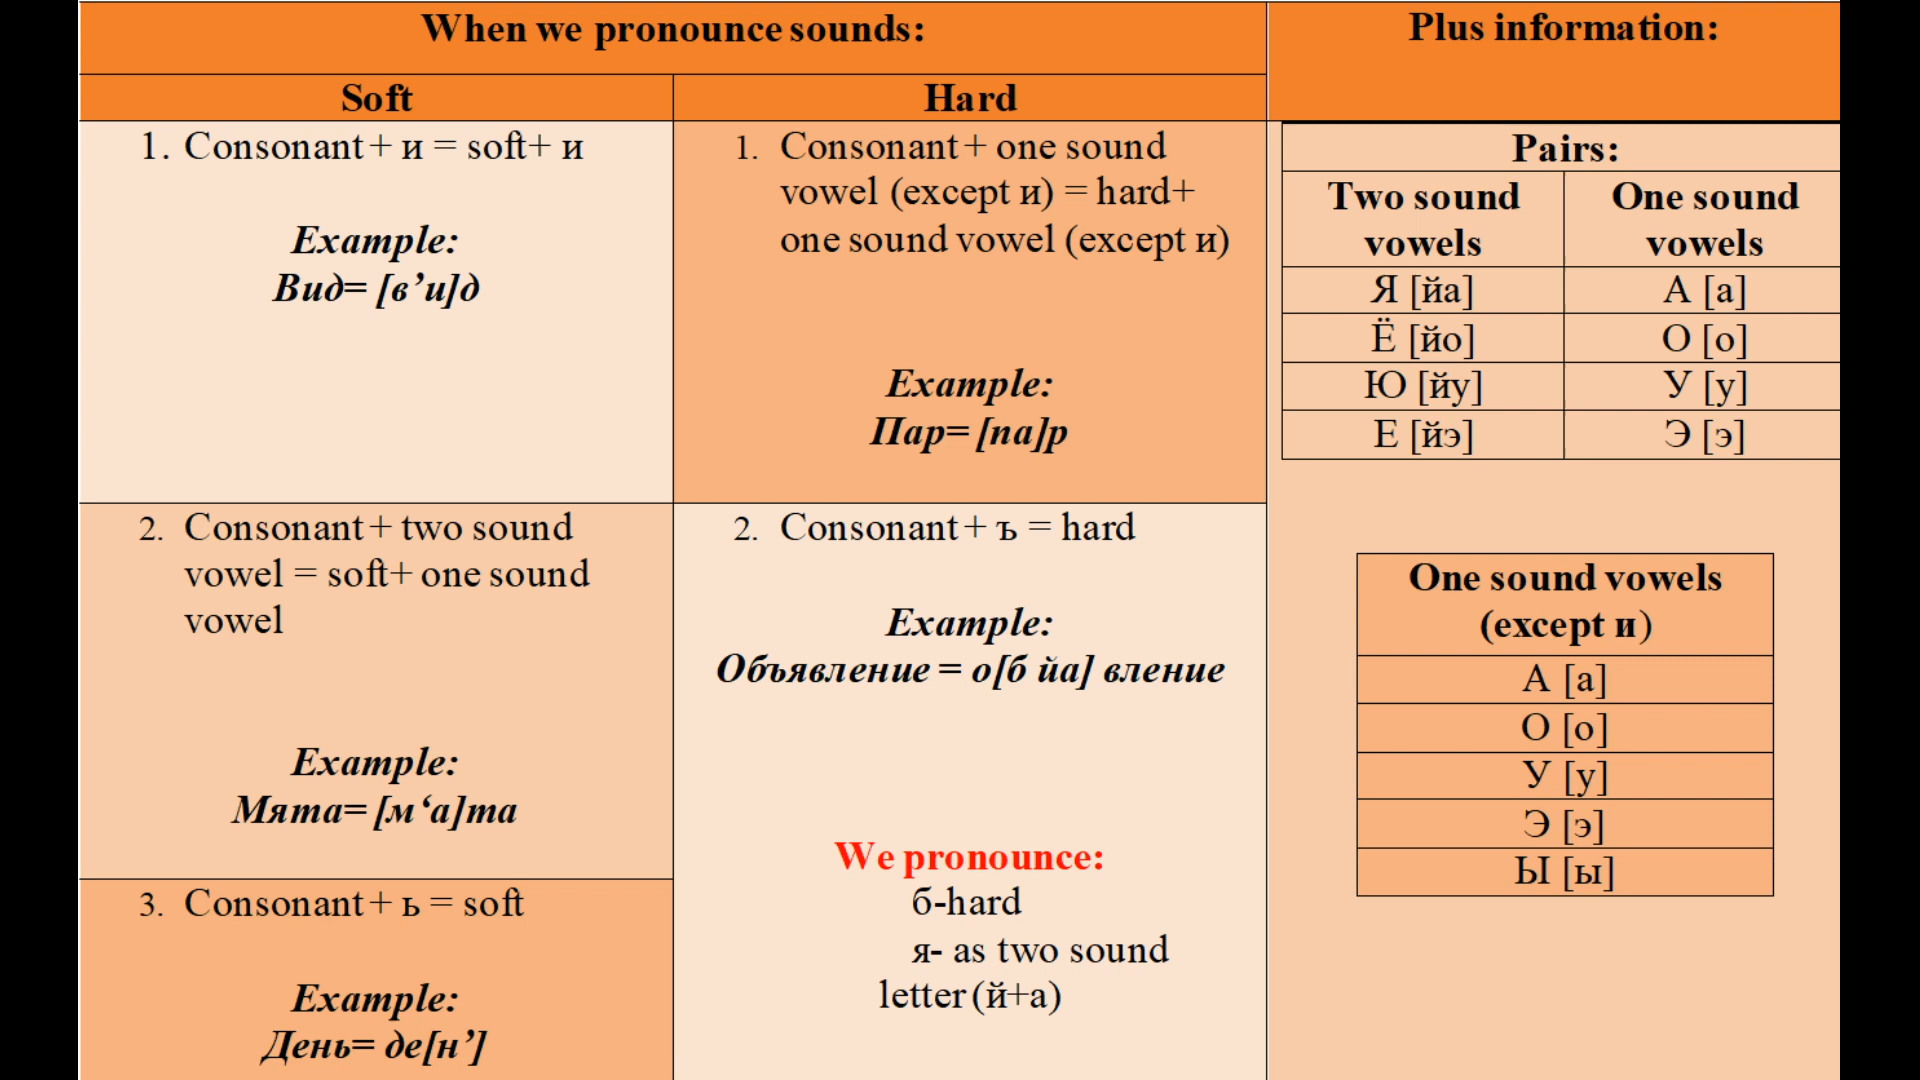 When we pronounce sounds:
Plus information:
Soft
Hard
1. Consonant + и = soft+ и
Example:
Вид= [в’и]д
1. Consonant + one sound
vowel (except и) = hard+
one sound vowel (except и)
Example:
Пар= [па]р
2. Consonant + two sound
vowel = soft+ one sound
vowel
Example:
Мята= [м‘а]та
2. Consonant + ъ = hard
Example:
Объявление = о[б йа] вление
We pronounce:
б-hard
я- as two sound
letter (й+а)
3. Consonant + ь = soft
Example:
День= де[н’]
Pairs:
Two sound
vowels
One sound
vowels
Я [йа]
А [а]
Ё [йо]
О [о]
Ю [йу]
У [у]
Е [йэ]
Э [э]
One sound vowels
(except и)
А [а]
О [о]
У [у]
Э [э]
Ы [ы]